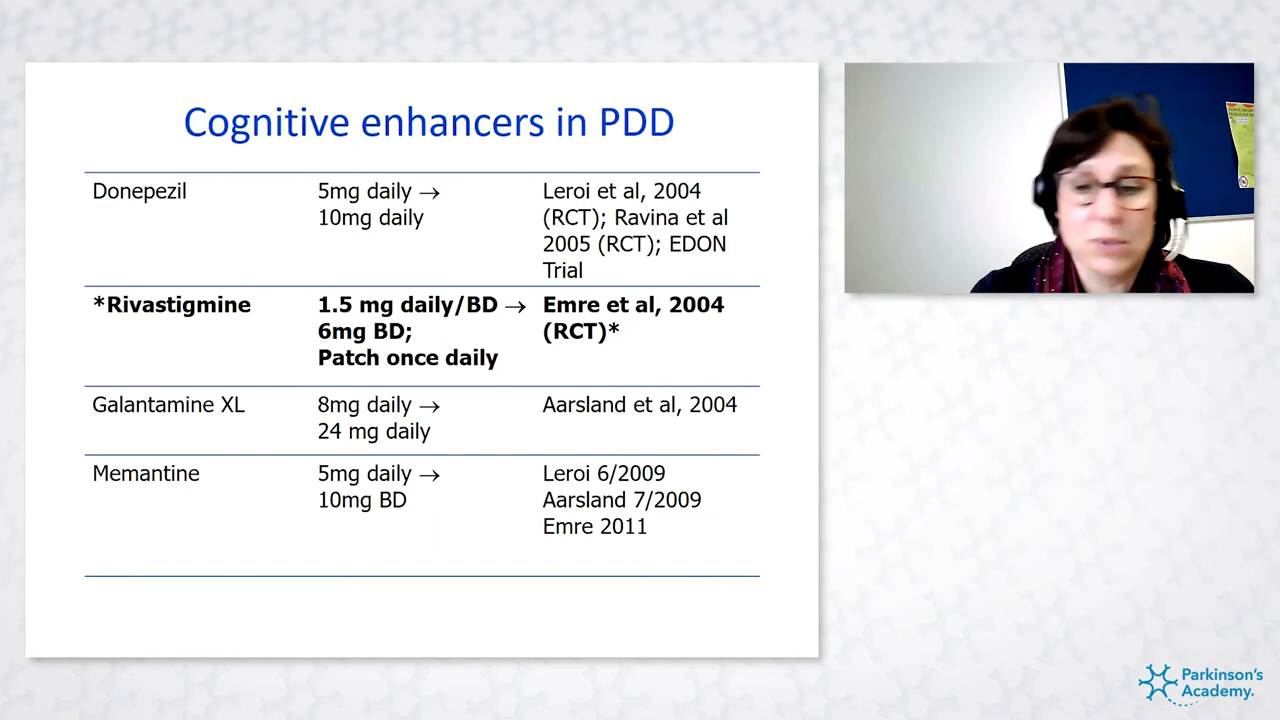 Cognitive enhancers in PDD
Donepezil
5mg daily →
10mg daily
Leroi et al, 2004
(RCT); Ravina et al
2005 (RCT); EDON
Trial
*Rivastigmine
1.5 mg daily/BD →
6mg BD;
Patch once daily
Emre et al, 2004
(RCT)*
Galantamine XL
8mg daily →
24 mg daily
Aarsland et al, 2004
Memantine
5mg daily →
10mg BD
Leroi 6/2009
Aarsland 7/2009
Emre 2011
Parkinson's
Academy.